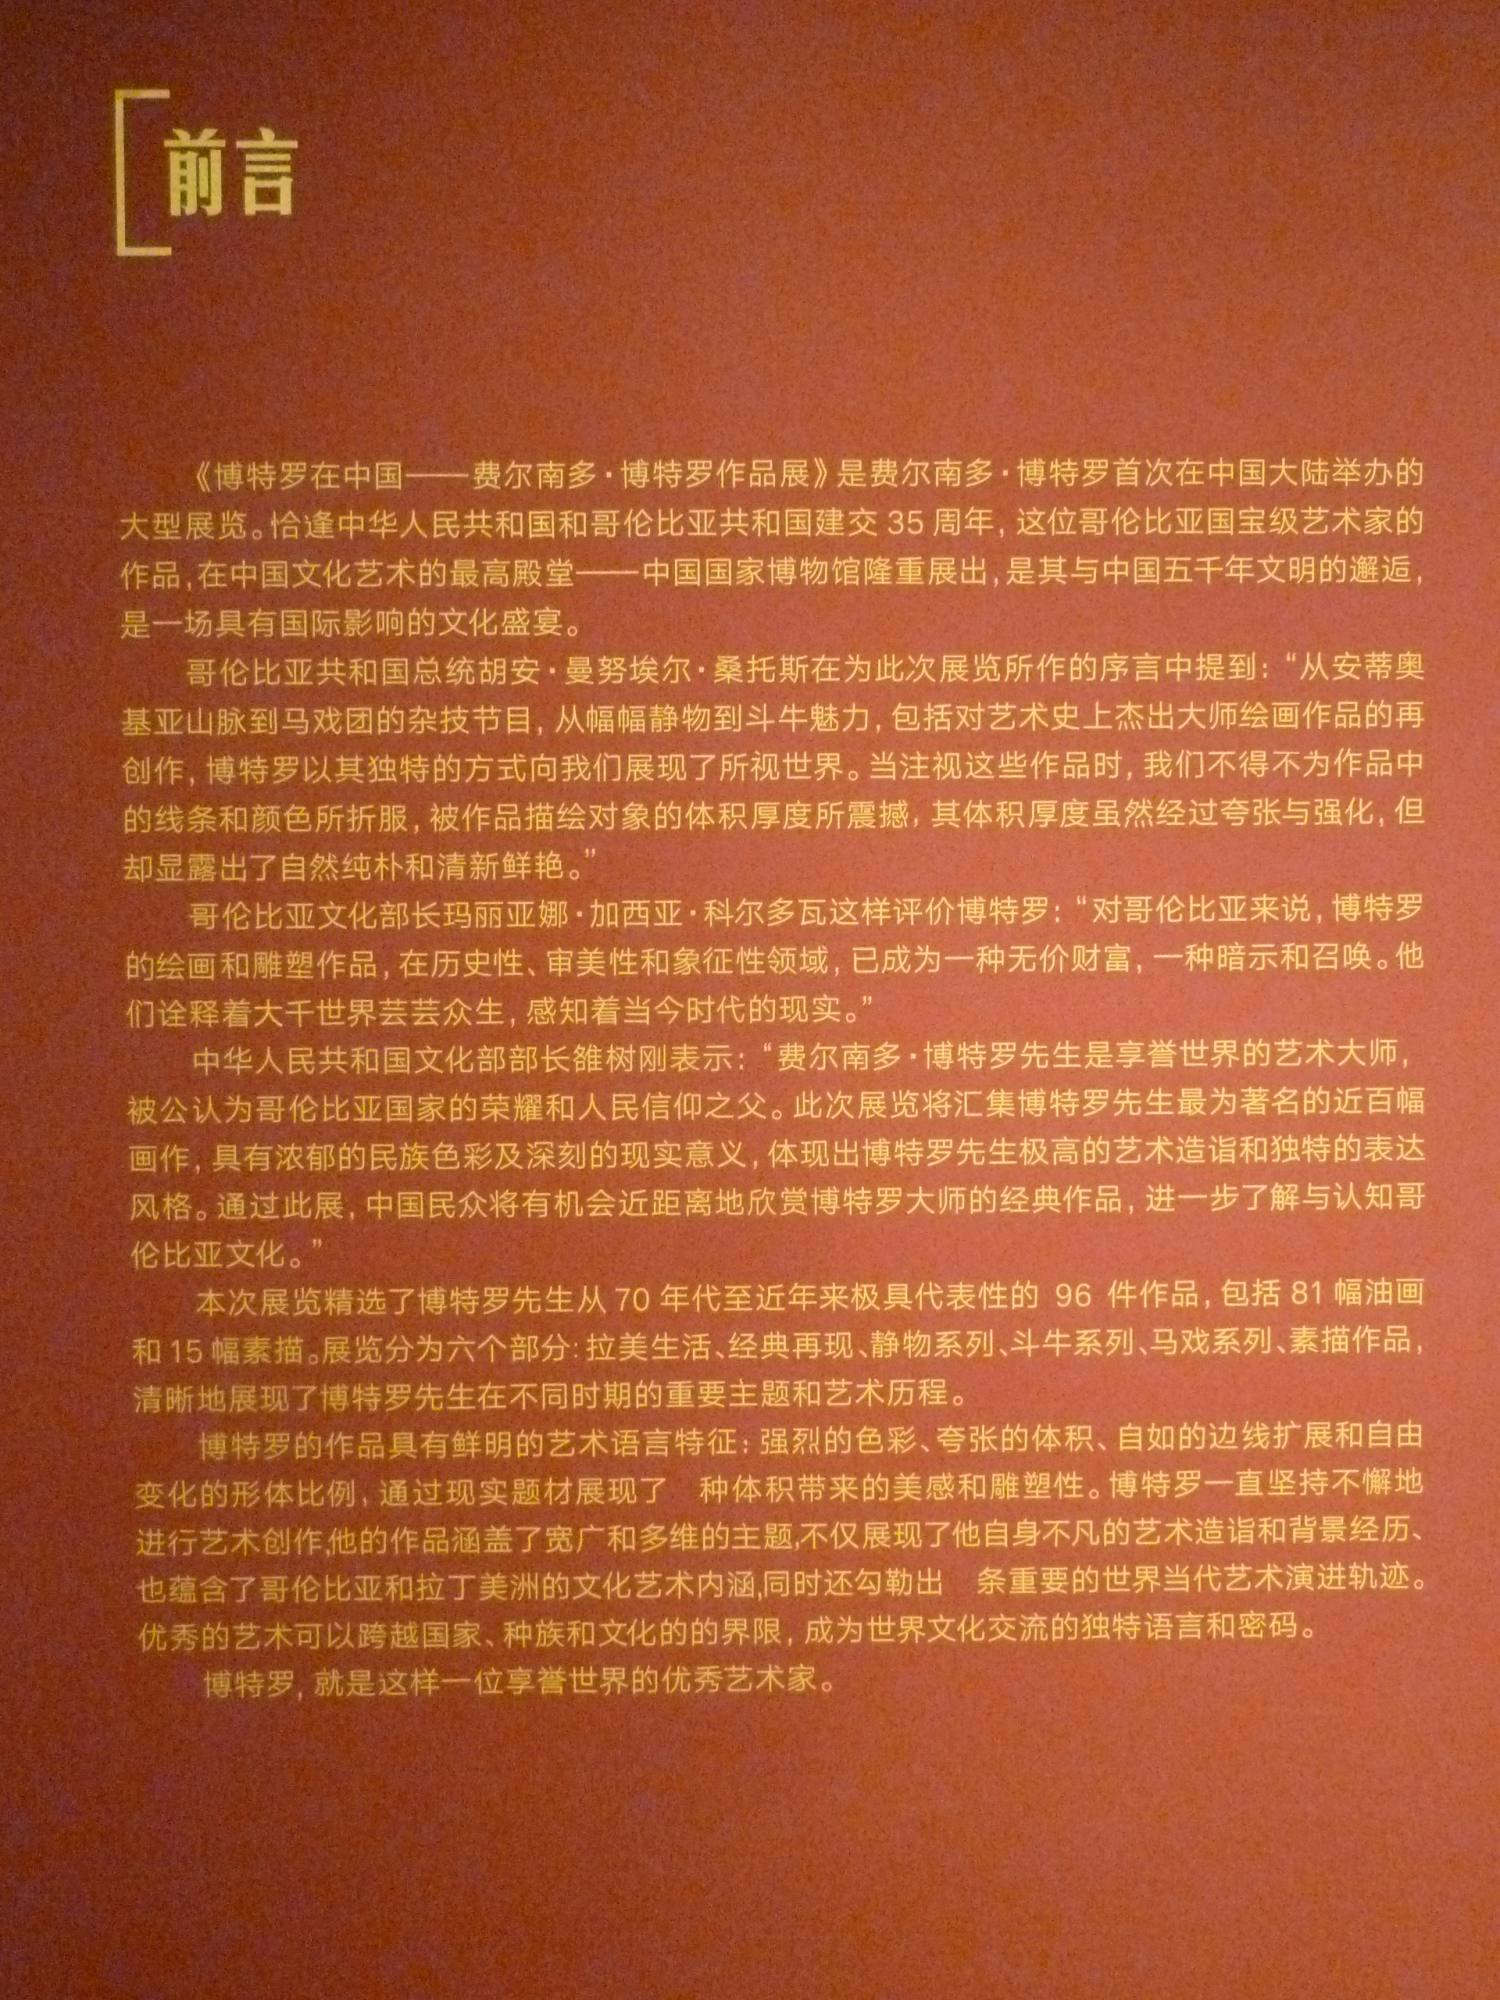 前言
《博特罗在中国——费尔南多·博特罗作品展》是费尔南多·博特罗首次在中国大陆举办的
大型展览。恰逢中华人民共和国和哥伦比亚共和国建交 35 周年, 这位哥伦比亚国宝级艺术家的
作品,在中国文化艺术的最高殿堂——中国国家博物馆隆重展出,是其与中国五千年文明的邂逅,
是一场具有国际影响的文化盛宴。
哥伦比亚共和国总统胡安·曼努埃尔·桑托斯在为此次展览所作的序言中提到: “从安蒂奥
基亚山脉到马戏团的杂技节目, 从幅幅静物到斗牛魅力, 包括对艺术史上杰出大师绘画作品的再
创作, 博特罗以其独特的方式向我们展现了所视世界。当注视这些作品时, 我们不得不为作品中
的线条和颜色所折服, 被作品描绘对象的体积厚度所震撼, 其体积厚度虽然经过夸张与强化, 但
却显露出了自然纯朴和清新鲜艳。”
哥伦比亚文化部长玛丽亚娜·加西亚·科尔多瓦这样评价博特罗: “对哥伦比亚来说, 博特罗
的绘画和雕塑作品, 在历史性、审美性和象征性领域, 已成为一种无价财富, 一种暗示和召唤。他
们诠释着大千世界芸芸众生, 感知着当今时代的现实。”
中华人民共和国文化部部长雒树刚表示: “费尔南多·博特罗先生是享誉世界的艺术大师,
被公认为哥伦比亚国家的荣耀和人民信仰之父。此次展览将汇集博特罗先生最为著名的近百幅
画作, 具有浓郁的民族色彩及深刻的现实意义, 体现出博特罗先生极高的艺术造诣和独特的表达
风格。通过此展, 中国民众将有机会近距离地欣赏博特罗大师的经典作品, 进一步了解与认知哥
伦比亚文化。”
本次展览精选了博特罗先生从 70 年代至近年来极具代表性的 96 件作品, 包括 81 幅油画
和 15 幅素描。展览分为六个部分: 拉美生活、经典再现、静物系列、斗牛系列、马戏系列、素描作品,
清晰地展现了博特罗先生在不同时期的重要主题和艺术历程。
博特罗的作品具有鲜明的艺术语言特征: 强烈的色彩、夸张的体积、自如的边线扩展和自由
变化的形体比例, 通过现实题材展现了 种体积带来的美感和雕塑性。博特罗一直坚持不懈地
进行艺术创作,他的作品涵盖了宽广和多维的主题,不仅展现了他自身不凡的艺术造诣和背景经历、
也蕴含了哥伦比亚和拉丁美洲的文化艺术内涵,同时还勾勒出 条重要的世界当代艺术演进轨迹。
优秀的艺术可以跨越国家、种族和文化的的界限, 成为世界文化交流的独特语言和密码。
博特罗, 就是这样一位享誉世界的优秀艺术家。